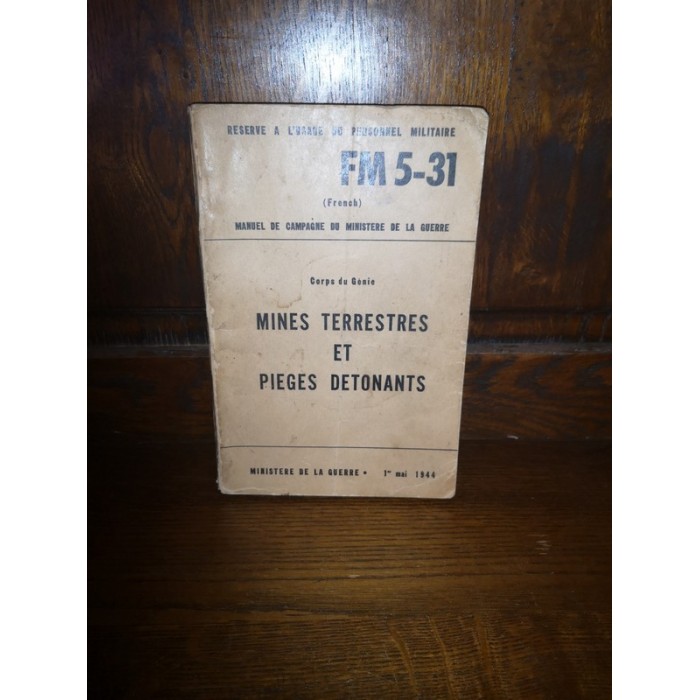 RESERVE A L'USAGE DU PERSONNEL MILITAIRE
FM 5-31
(French)
MANUEL DE CAMPAGNE DU MINISTERE DE LA GUERRE
Corps du Génie
MINES TERRESTRES
ET
PIEGES DETONANTS
MINISTERE DE LA GUERRE • 1er mai 1944